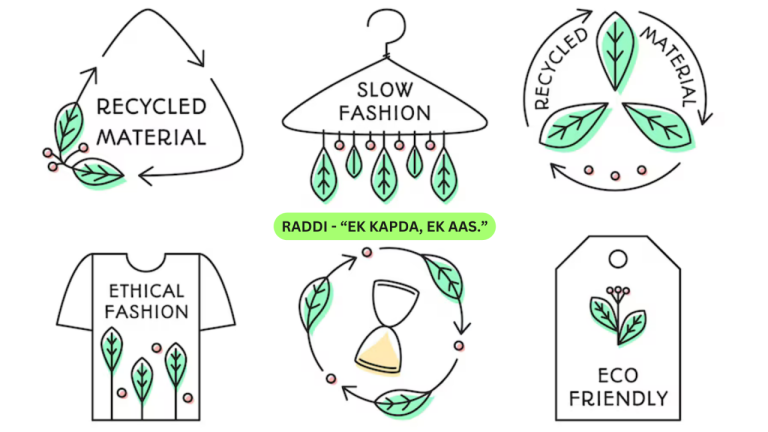 RECYCLED
MATERIAL
SLOW
FASHION
RECYCLED MATERIAL
RADDI - “EK KAPDA, EK AAS.”
ETHICAL
FASHION
ECO
FRIENDLY